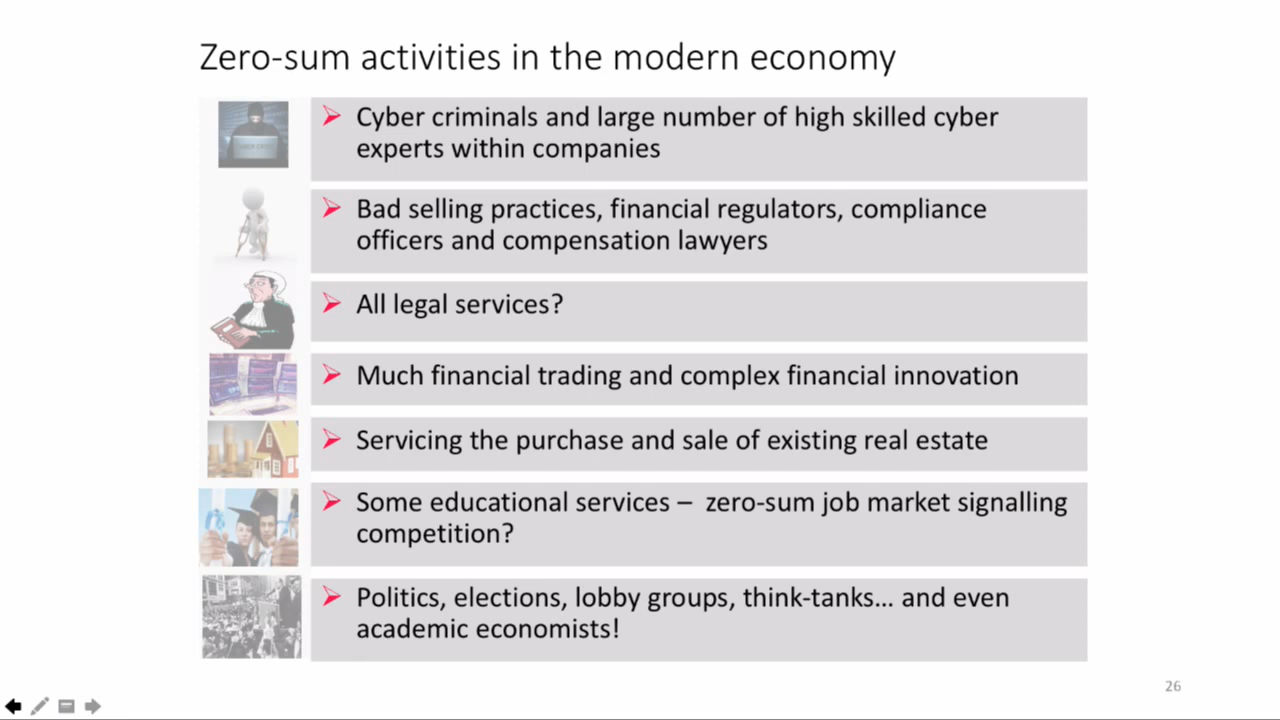 Zero-sum activities in the modern economy
Cyber criminals and large number of high skilled cyber
experts within companies
Bad selling practices, financial regulators, compliance
officers and compensation lawyers
All legal services?
Much financial trading and complex financial innovation
Servicing the purchase and sale of existing real estate
Some educational services – zero-sum job market signalling
competition?
Politics, elections, lobby groups, think-tanks... and even
academic economists!
26